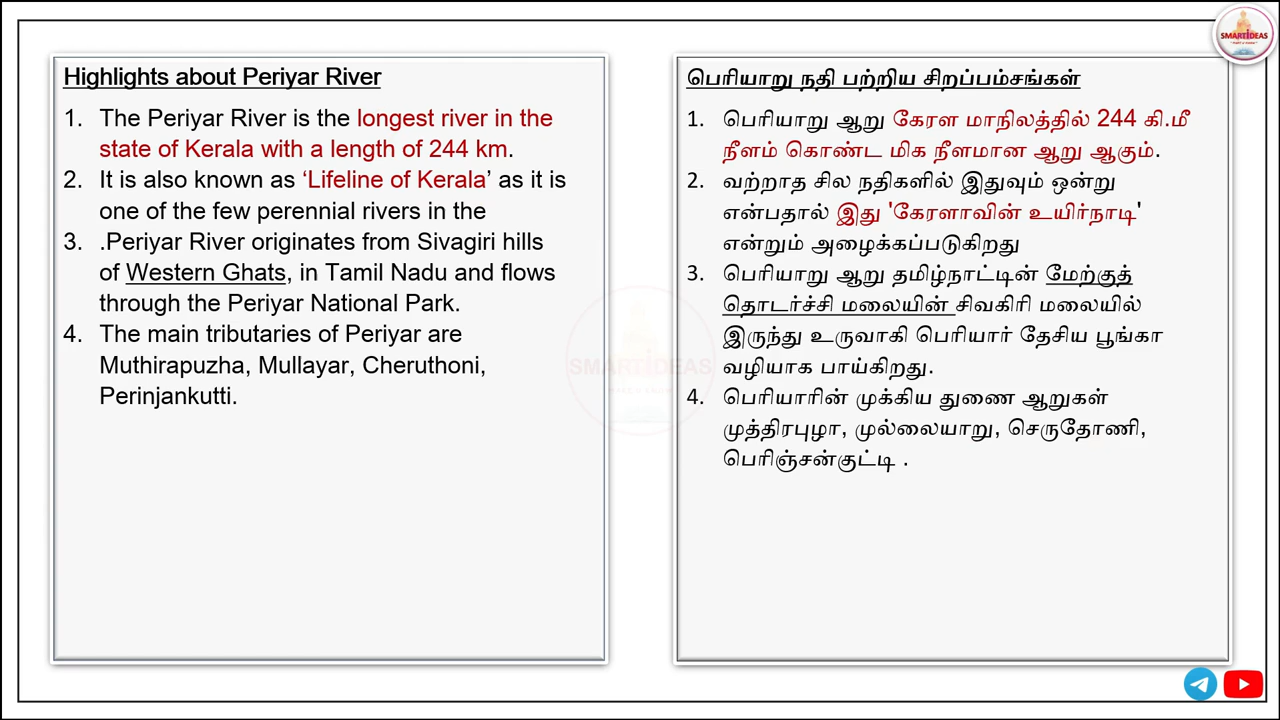 SMARTIDEAS
Highlights about Periyar River
1. The Periyar River is the longest river in the
state of Kerala with a length of 244 km.
2. It is also known as ‘Lifeline of Kerala’ as it is
one of the few perennial rivers in the
3. .Periyar River originates from Sivagiri hills
of Western Ghats, in Tamil Nadu and flows
through the Periyar National Park.
4. The main tributaries of Periyar are
Muthirapuzha, Mullayar, Cheruthoni,
Perinjankutti.
பெரியாறு நதி பற்றிய சிறப்பம்சங்கள்
1. பெரியாறு ஆறு கேரள மாநிலத்தில் 244 கி.மீ
நீளம் கொண்ட மிக நீளமான ஆறு ஆகும்.
2. வற்றாத சில நதிகளில் இதுவும் ஒன்று
என்பதால் இது 'கேரளாவின் உயிர்நாடி'
என்றும் அழைக்கப்படுகிறது
3. பெரியாறு ஆறு தமிழ்நாட்டின் மேற்குத்
தொடர்ச்சி மலையின் சிவகிரி மலையில்
இருந்து உருவாகி பெரியார் தேசிய பூங்கா
வழியாக பாய்கிறது.
4. பெரியாரின் முக்கிய துணை ஆறுகள்
முத்திரபுழா, முல்லையாறு, செருதோணி,
பெரிஞ்சன்குட்டி .
SMARTIDEAS